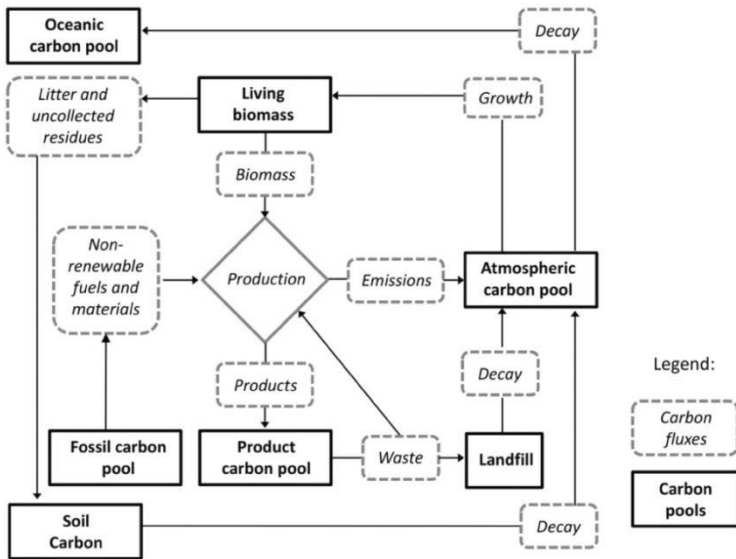 Oceanic
carbon pool
Decay
Litter and
uncollected
residues
Living
biomass
Growth
Biomass
Non-
renewable
fuels and
materials
Production
Emissions
Atmospheric
carbon pool
Products
Decay
Legend:
Carbon
fluxes
Fossil carbon
pool
Product
carbon pool
Waste
Landfill
Carbon
pools
Soil
Carbon
Decay